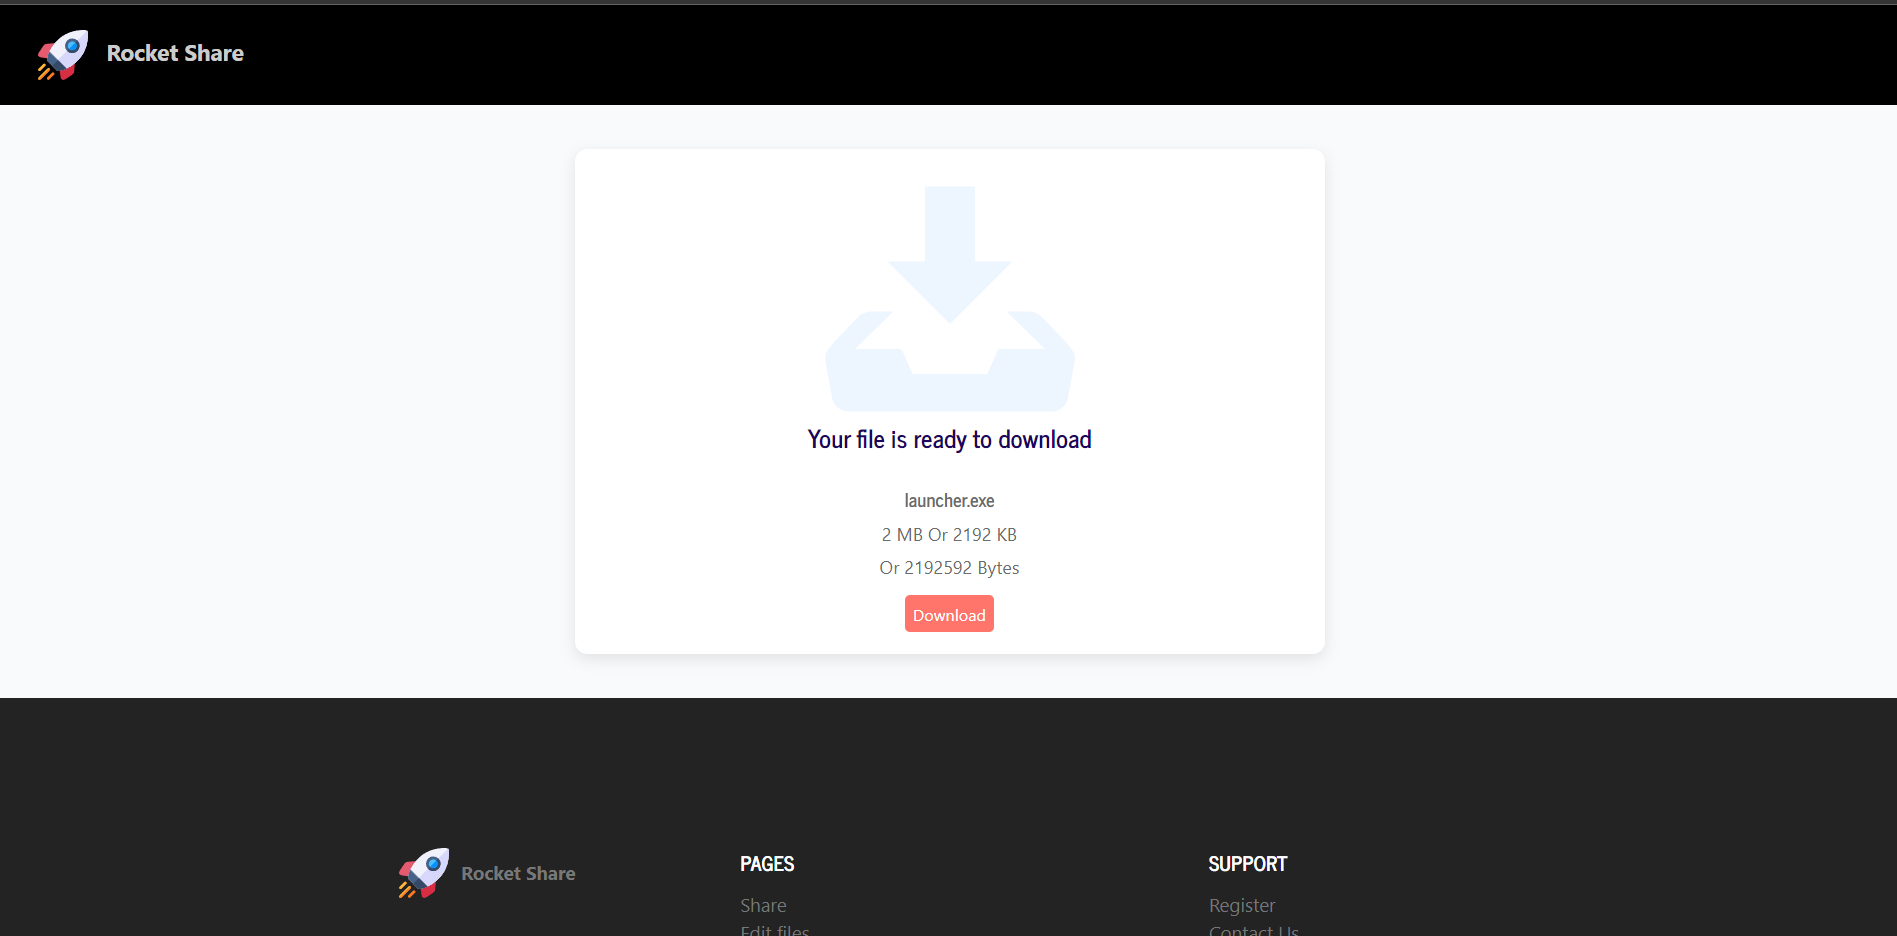 Rocket Share
Your file is ready to download
launcher.exe
2 MB Or 2192 KB
Or 2192592 Bytes
Download
Rocket Share
PAGES
Share
Edit files
SUPPORT
Register
Contact Us